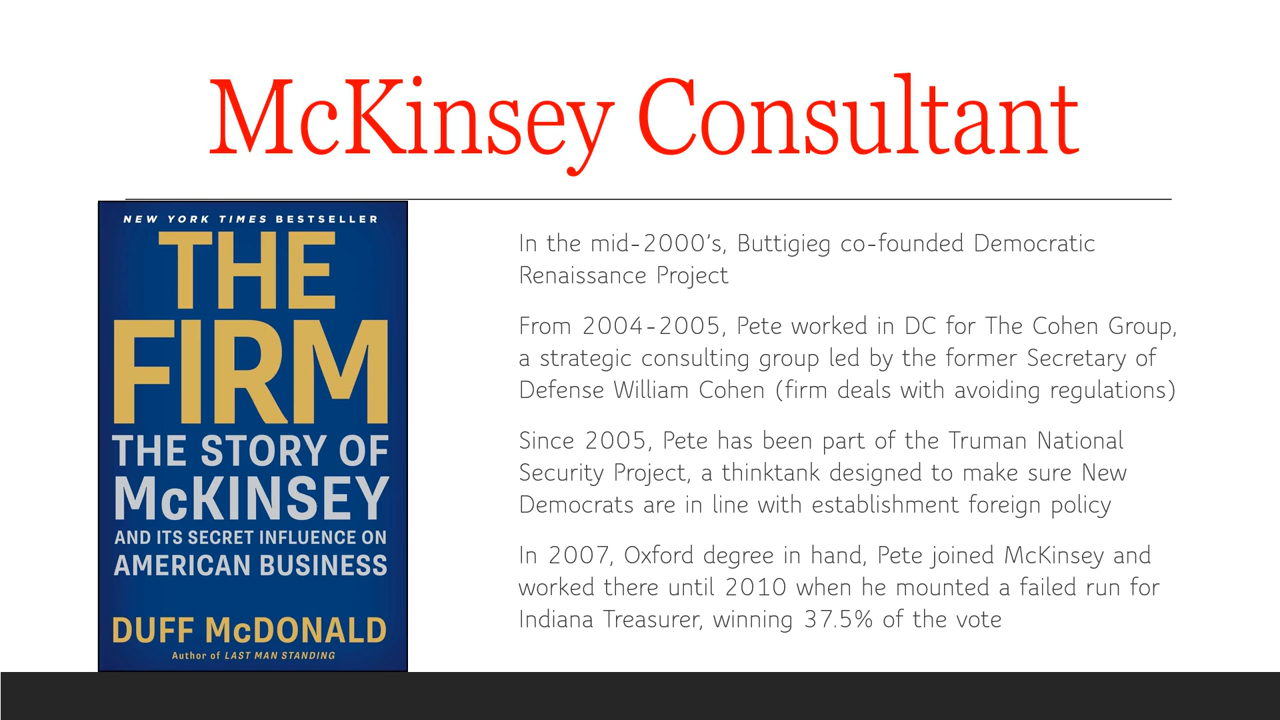 McKinsey Consultant
NEW YORK TIMES BESTSELLER
THE
FIRM
THE STORY OF
McKINSEY
AND ITS SECRET INFLUENCE ON
AMERICAN BUSINESS
DUFF McDONALD
Author of LAST MAN STANDING
In the mid-2000's, Buttigieg co-founded Democratic
Renaissance Project
From 2004-2005, Pete worked in DC for The Cohen Group,
a strategic consulting group led by the former Secretary of
Defense William Cohen (firm deals with avoiding regulations)
Since 2005, Pete has been part of the Truman National
Security Project, a thinktank designed to make sure New
Democrats are in line with establishment foreign policy
In 2007, Oxford degree in hand, Pete joined McKinsey and
worked there until 2010 when he mounted a failed run for
Indiana Treasurer, winning 37.5% of the vote